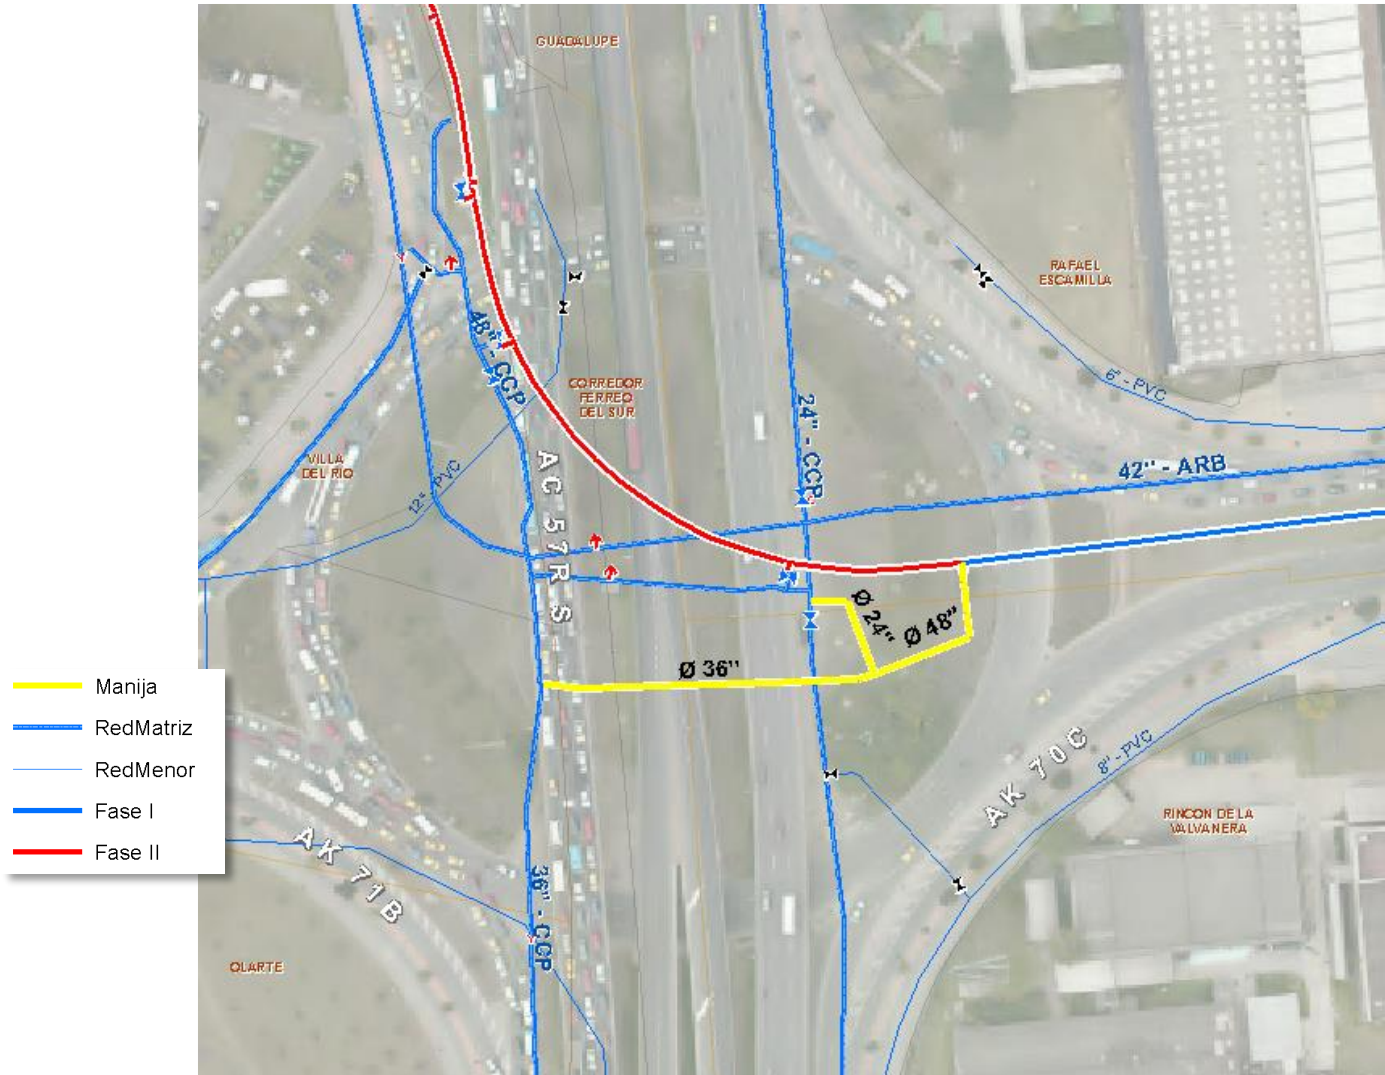 GUADALUPE
RAFAEL
ESCAMILLA
6" - PVC
48" - CCP
CORREDOR
FERREO
DEL SUR
24" - CCP
42" - ARB
VILLA
DEL RIO
12" - PVC
AC 57R S
Ø 24"
Ø 48"
Ø 36"
Manija
RedMatriz
RedMenor
Fase I
Fase II
AK 70C
8" - PVC
RINCON DE LA
VALVANERA
AK 71B
36" - CCP
OLARTE